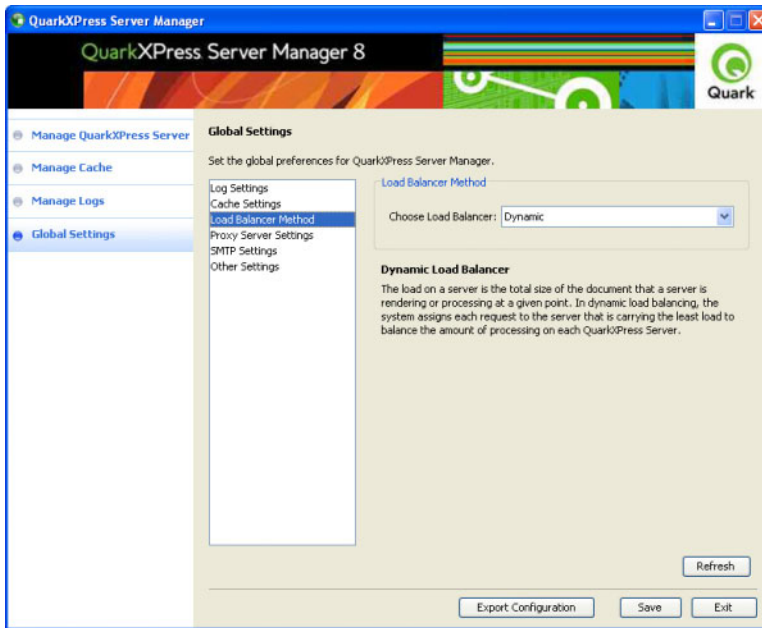 QuarkXPress Server Manager
QuarkXPress Server Manager 8
Quark
Manage QuarkXPress Server
Manage Cache
Manage Logs
Global Settings
Global Settings
Set the global preferences for QuarkXPress Server Manager.
Log Settings
Cache Settings
Load Balancer Method
Proxy Server Settings
SMTP Settings
Other Settings
Load Balancer Method
Choose Load Balancer: Dynamic
Dynamic Load Balancer
The load on a server is the total size of the document that a server is
rendering or processing at a given point. In dynamic load balancing, the
system assigns each request to the server that is carrying the least load to
balance the amount of processing on each QuarkXPress Server.
Refresh
Export Configuration
Save
Exit